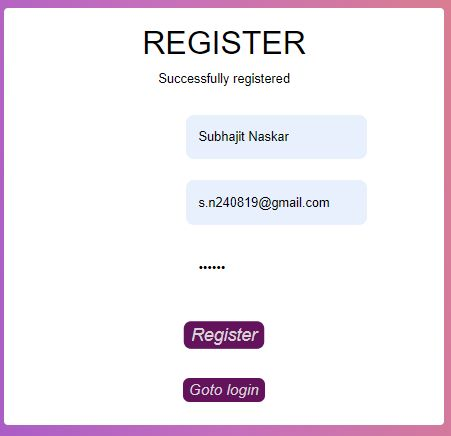 REGISTER
Successfully registered
Subhajit Naskar
s.n240819@gmail.com
••••••
Register
Goto login